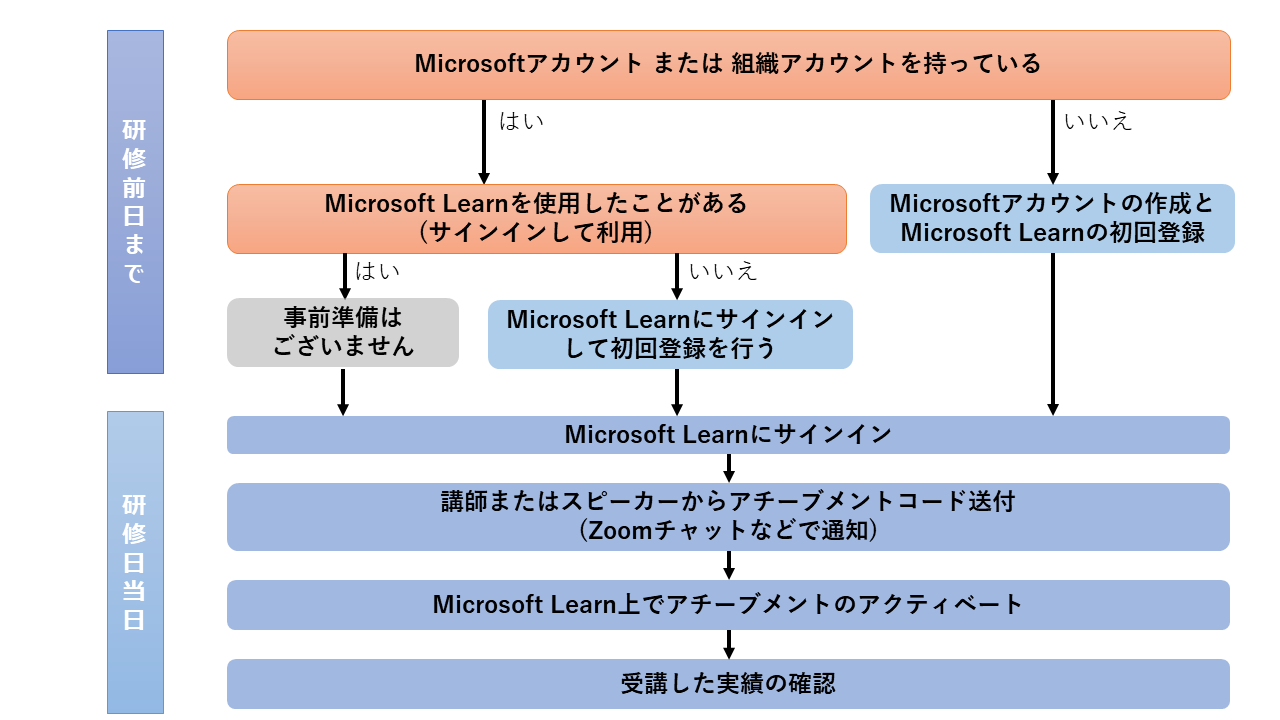 研修前日まで
Microsoftアカウント または 組織アカウントを持っている
はい
いいえ
Microsoft Learnを使用したことがある
(サインインして利用)
Microsoftアカウントの作成と
Microsoft Learnの初回登録
はい
いいえ
事前準備は
ございません
Microsoft Learnにサインイン
して初回登録を行う
研修日当日
Microsoft Learnにサインイン
講師またはスピーカーからアチーブメントコード送付
(Zoomチャットなどで通知)
Microsoft Learn上でアチーブメントのアクティベート
受講した実績の確認